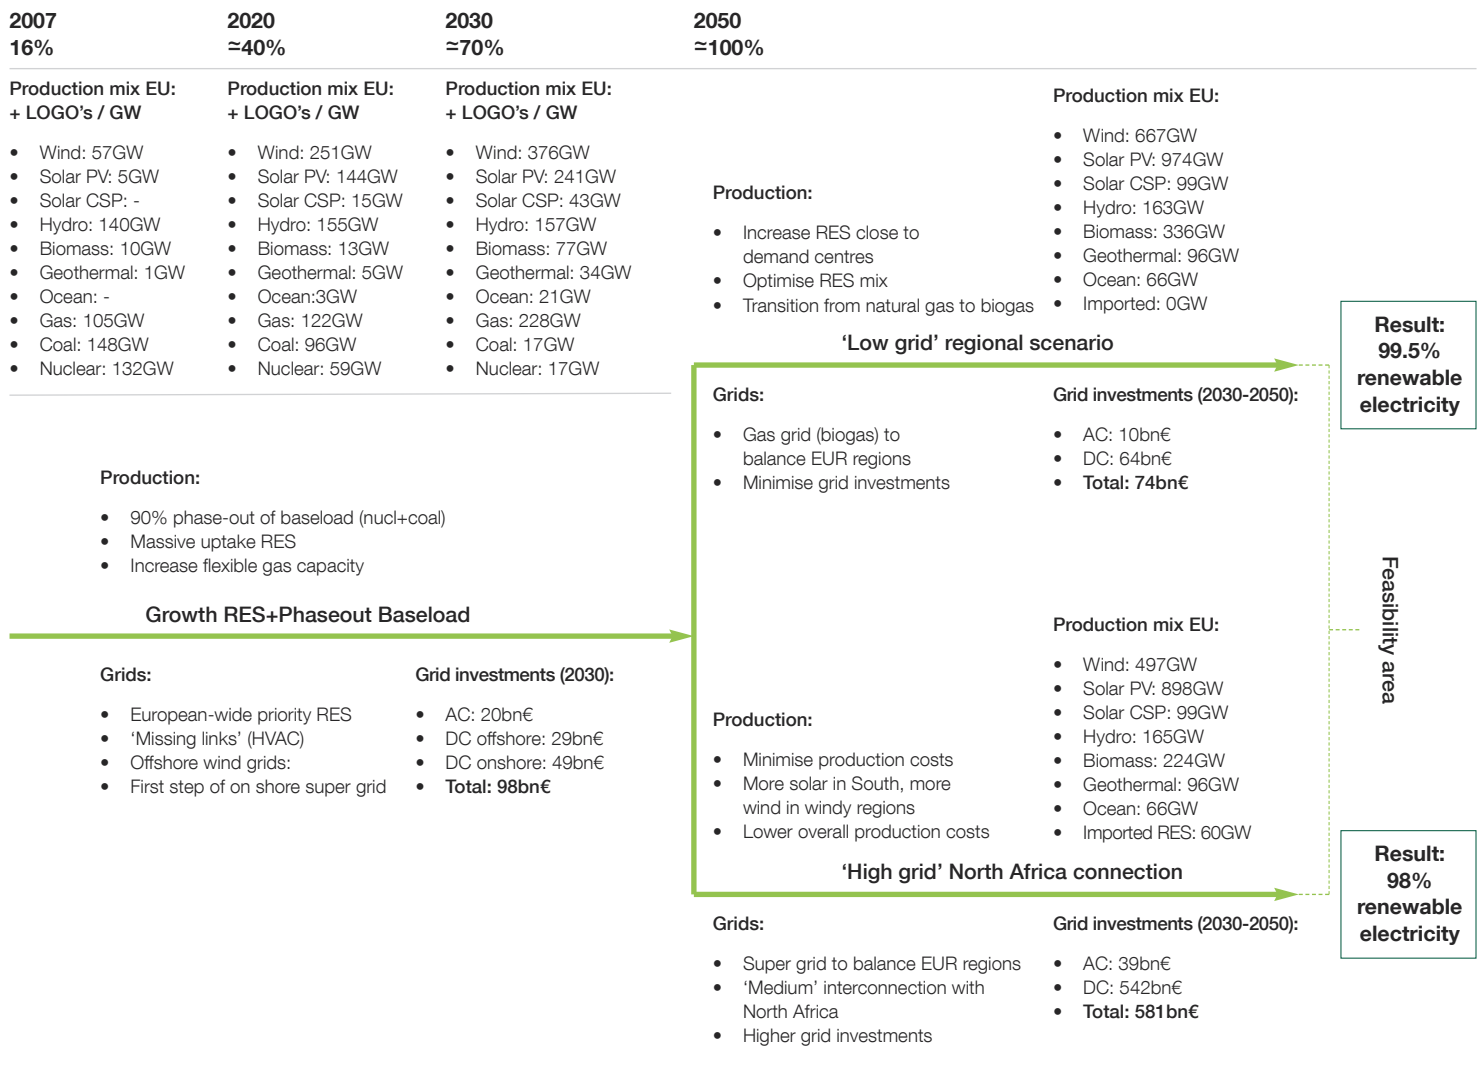 2007
16%
2020
≃40%
2030
≃70%
2050
≃100%
Production mix EU:
+ LOGO’s / GW
• Wind: 57GW
• Solar PV: 5GW
• Solar CSP: -
• Hydro: 140GW
• Biomass: 10GW
• Geothermal: 1GW
• Ocean: -
• Gas: 105GW
• Coal: 148GW
• Nuclear: 132GW
Production mix EU:
+ LOGO’s / GW
• Wind: 251GW
• Solar PV: 144GW
• Solar CSP: 15GW
• Hydro: 155GW
• Biomass: 13GW
• Geothermal: 5GW
• Ocean:3GW
• Gas: 122GW
• Coal: 96GW
• Nuclear: 59GW
Production mix EU:
+ LOGO’s / GW
• Wind: 376GW
• Solar PV: 241GW
• Solar CSP: 43GW
• Hydro: 157GW
• Biomass: 77GW
• Geothermal: 34GW
• Ocean: 21GW
• Gas: 228GW
• Coal: 17GW
• Nuclear: 17GW
Production:
• 90% phase-out of baseload (nucl+coal)
• Massive uptake RES
• Increase flexible gas capacity
Growth RES+Phaseout Baseload
Grids:
• European-wide priority RES
• ‘Missing links’ (HVAC)
• Offshore wind grids:
• First step of on shore super grid
Grid investments (2030):
• AC: 20bn€
• DC offshore: 29bn€
• DC onshore: 49bn€
• Total: 98bn€
Production:
• Increase RES close to
demand centres
• Optimise RES mix
• Transition from natural gas to biogas
Production mix EU:
• Wind: 667GW
• Solar PV: 974GW
• Solar CSP: 99GW
• Hydro: 163GW
• Biomass: 336GW
• Geothermal: 96GW
• Ocean: 66GW
• Imported: 0GW
‘Low grid’ regional scenario
Grids:
• Gas grid (biogas) to
balance EUR regions
• Minimise grid investments
Grid investments (2030-2050):
• AC: 10bn€
• DC: 64bn€
• Total: 74bn€
Result:
99.5%
renewable
electricity
Feasibility area
Production:
• Minimise production costs
• More solar in South, more
wind in windy regions
• Lower overall production costs
Production mix EU:
• Wind: 497GW
• Solar PV: 898GW
• Solar CSP: 99GW
• Hydro: 165GW
• Biomass: 224GW
• Geothermal: 96GW
• Ocean: 66GW
• Imported RES: 60GW
‘High grid’ North Africa connection
Grids:
• Super grid to balance EUR regions
• ‘Medium’ interconnection with
North Africa
• Higher grid investments
Grid investments (2030-2050):
• AC: 39bn€
• DC: 542bn€
• Total: 581bn€
Result:
98%
renewable
electricity